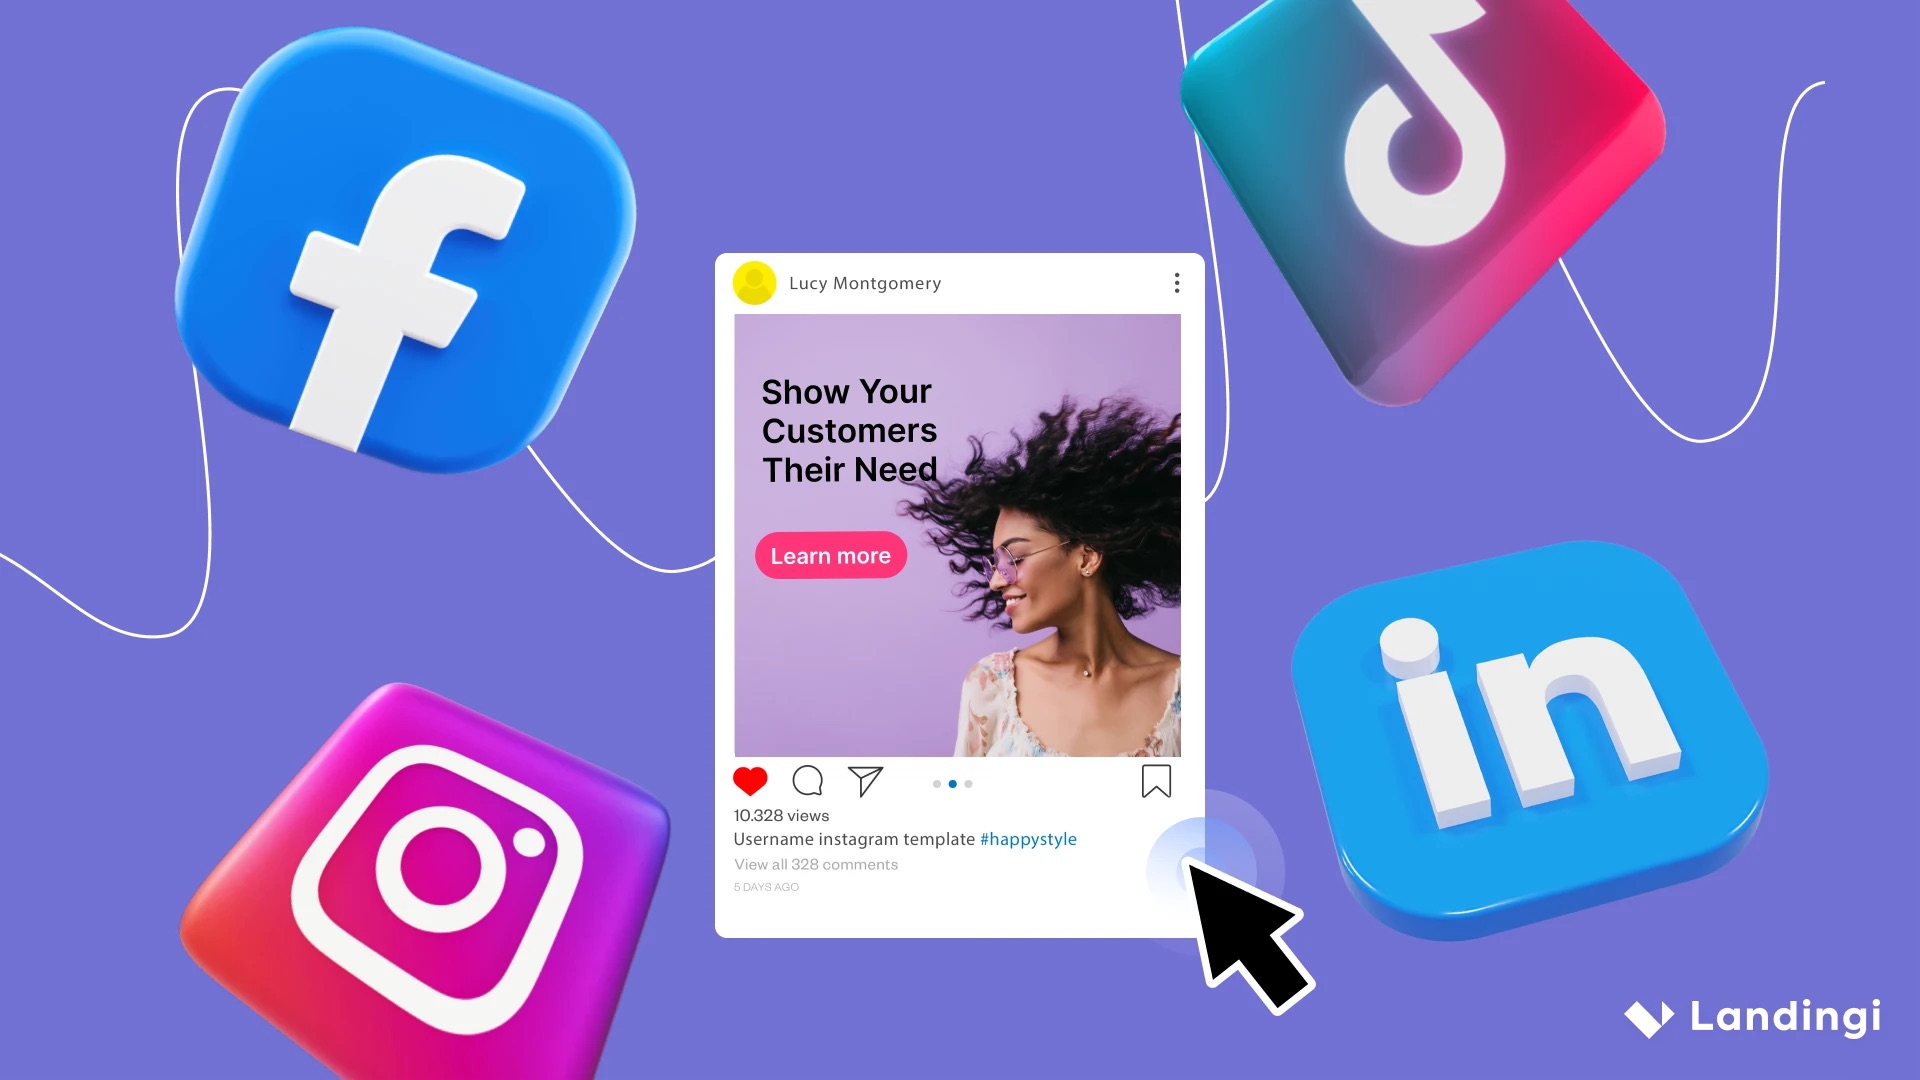 Lucy Montgomery
Show Your
Customers
Their Need
Learn more
10.328 views
Username instagram template #happystyle
View all 328 comments
5 DAYS AGO
f
in
Landingi